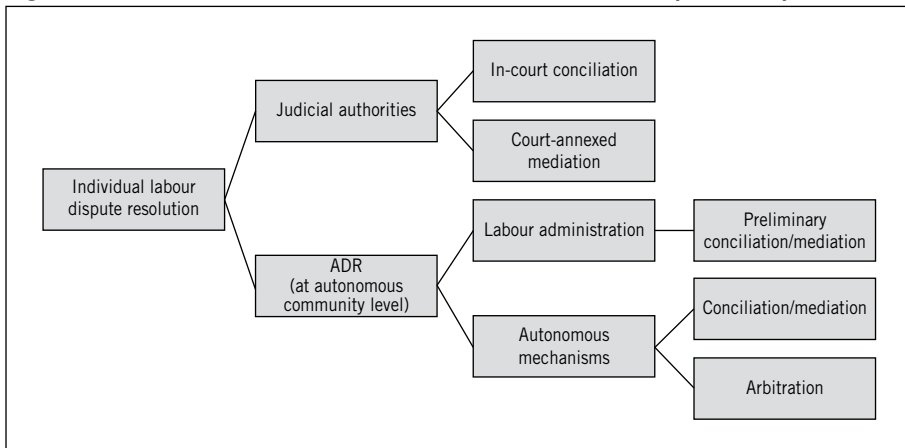 In-court conciliation
Judicial authorities
Court-annexed
mediation
Individual labour
dispute resolution
Labour administration
Preliminary
conciliation/mediation
ADR
(at autonomous
community level)
Conciliation/mediation
Autonomous
mechanisms
Arbitration